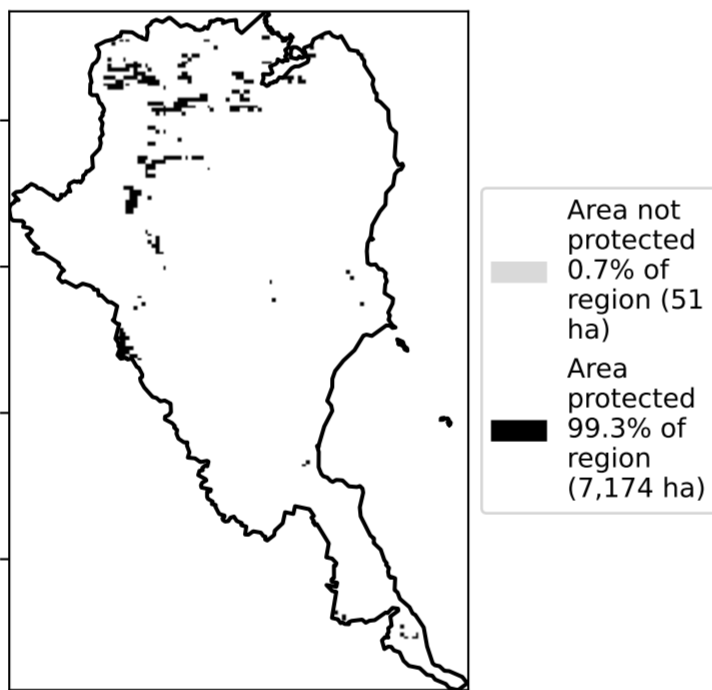 Area not
protected
0.7% of
region (51
ha)
Area
protected
99.3% of
region
(7,174 ha)